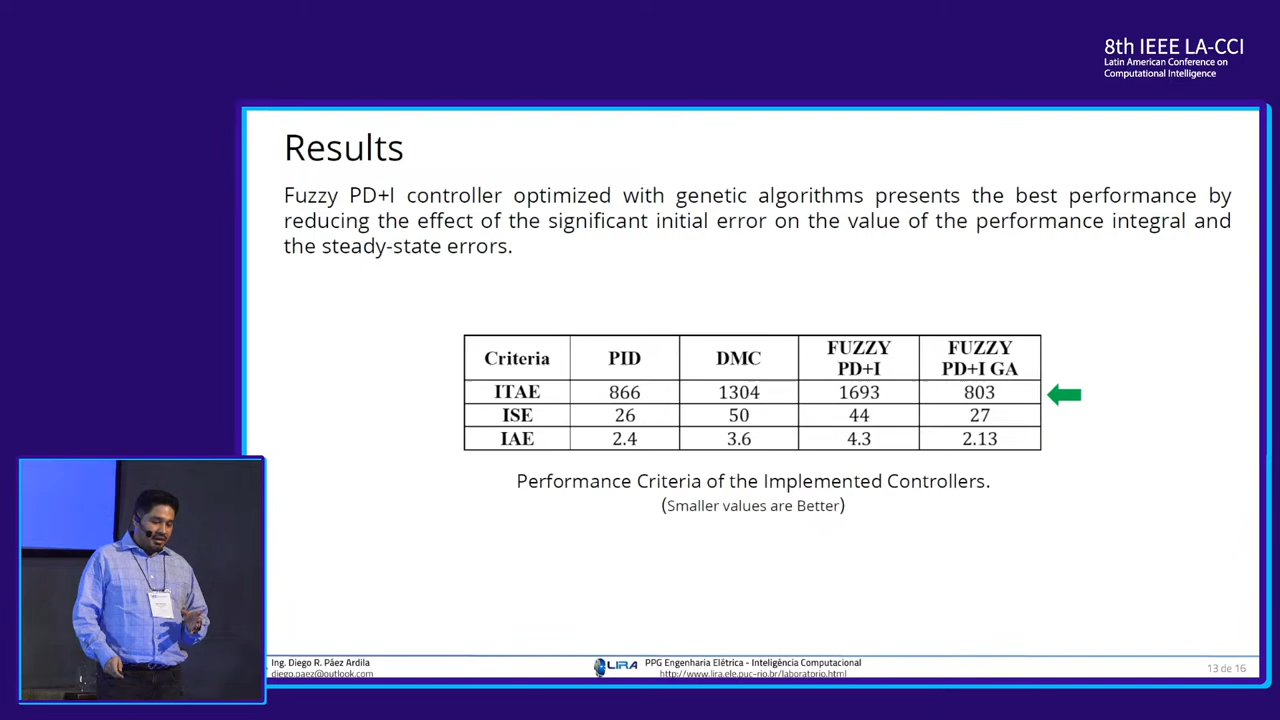 8th IEEE LA-CCI
Latin American Conference on
Computational Intelligence
Results
Fuzzy PD+I controller optimized with genetic algorithms presents the best performance by
reducing the effect of the significant initial error on the value of the performance integral and
the steady-state errors.
Criteria PID DMC FUZZY PD+I FUZZY PD+I GA
ITAE 866 1304 1693 803
ISE 26 50 44 27
IAE 2.4 3.6 4.3 2.13
Performance Criteria of the Implemented Controllers.
(Smaller values are Better)
Ing. Diego R. Páez Ardila
diego.paez@outlook.com
LIRA
PPG Engenharia Elétrica - Inteligência Computacional
http://www.lira.ele.puc-rio.br/laboratorio.html
13 de 16